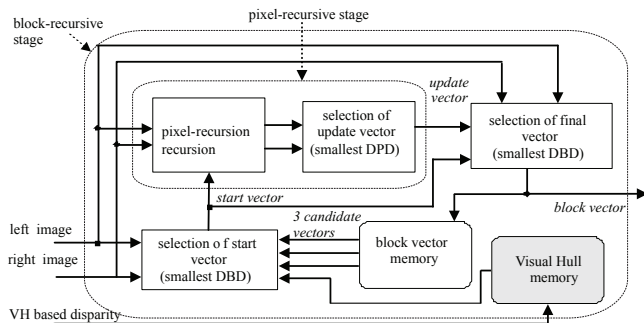 block-recursive
stage
pixel-recursive stage
update
vector
pixel-recursion
recursion
selection of
update vector
(smallest DPD)
selection of final
vector
(smallest DBD)
start vector
block vector
left image
right image
3 candidate
vectors
selection o f start
vector
(smallest DBD)
block vector
memory
Visual Hull
memory
VH based disparity